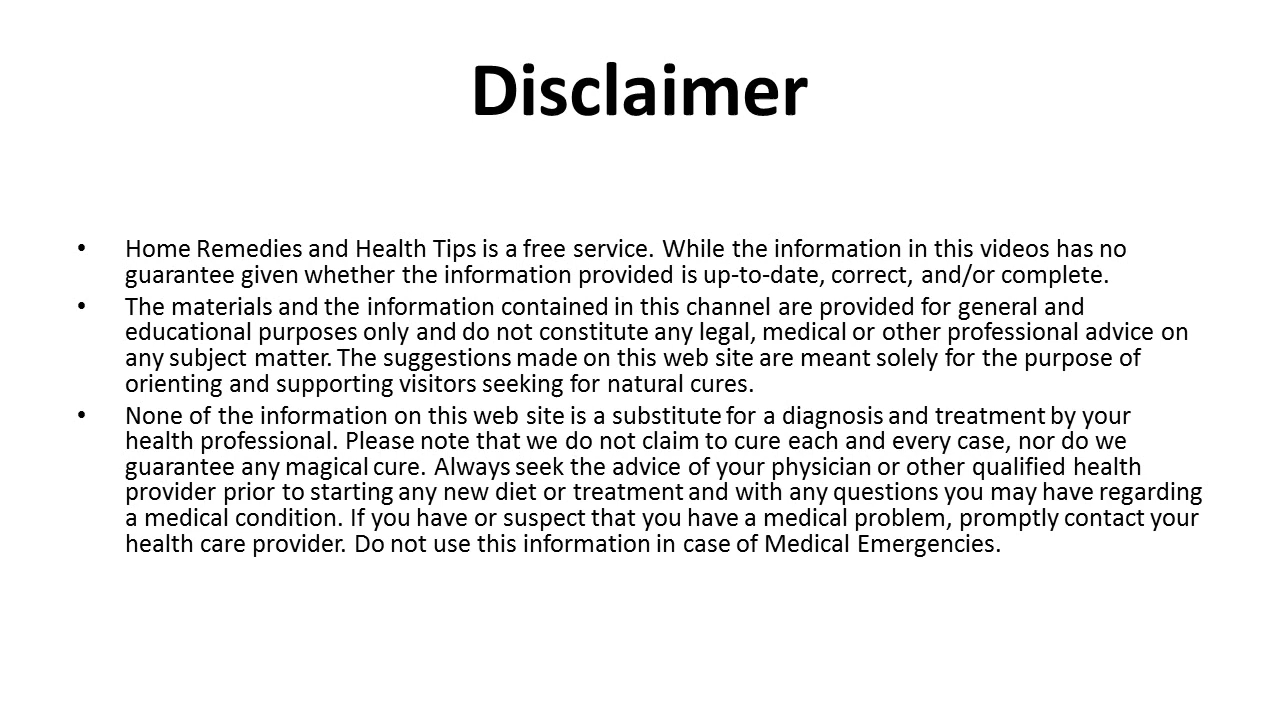 Disclaimer
• Home Remedies and Health Tips is a free service. While the information in this videos has no
guarantee given whether the information provided is up-to-date, correct, and/or complete.
• The materials and the information contained in this channel are provided for general and
educational purposes only and do not constitute any legal, medical or other professional advice on
any subject matter. The suggestions made on this web site are meant solely for the purpose of
orienting and supporting visitors seeking for natural cures.
• None of the information on this web site is a substitute for a diagnosis and treatment by your
health professional. Please note that we do not claim to cure each and every case, nor do we
guarantee any magical cure. Always seek the advice of your physician or other qualified health
provider prior to starting any new diet or treatment and with any questions you may have regarding
a medical condition. If you have or suspect that you have a medical problem, promptly contact your
health care provider. Do not use this information in case of Medical Emergencies.